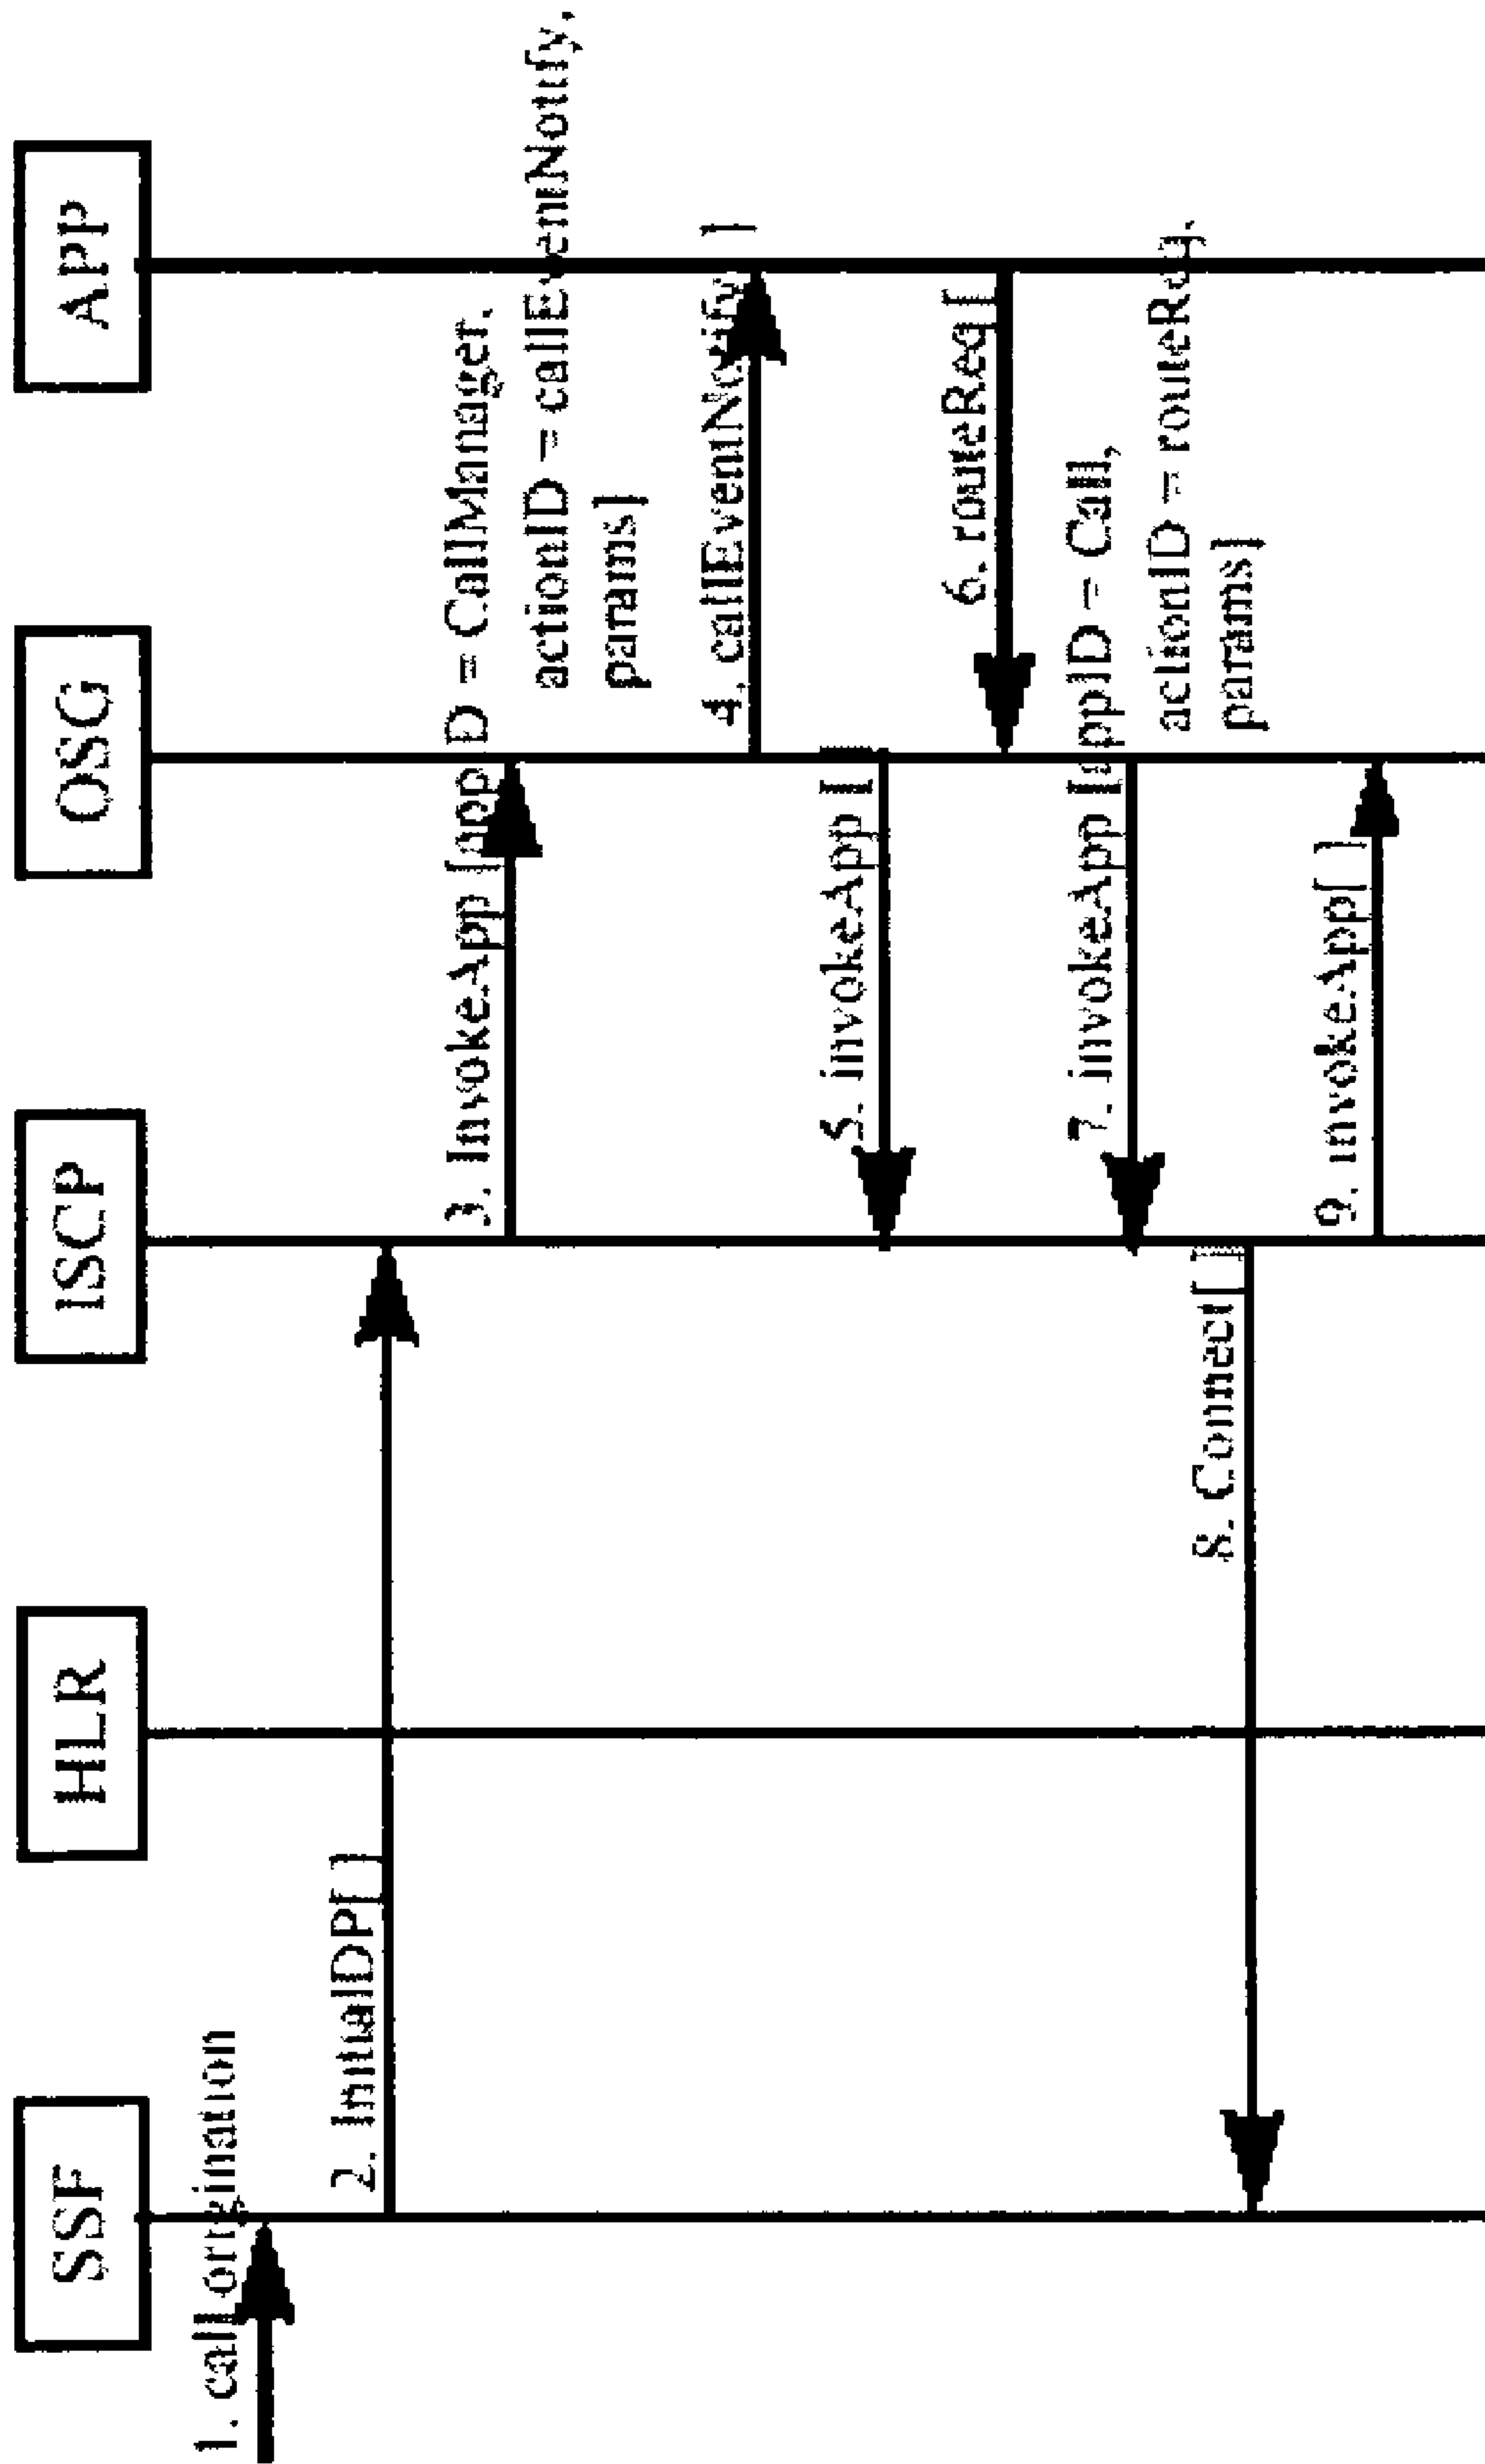 SSF
HLR
ISCP
OSG
APP
1. call origination
2. InitialDP[ ]
3. InvokeApp [appID = CallManager,
actionID = callEventNotify,
params]
4. callEventNotify[ ]
5. invokeApp [ ]
6. routeReq[ ]
7. invokeApp [appID = Call,
actionID = routeReq,
params]
8. Connect[ ]
9. invokeApp[ ]